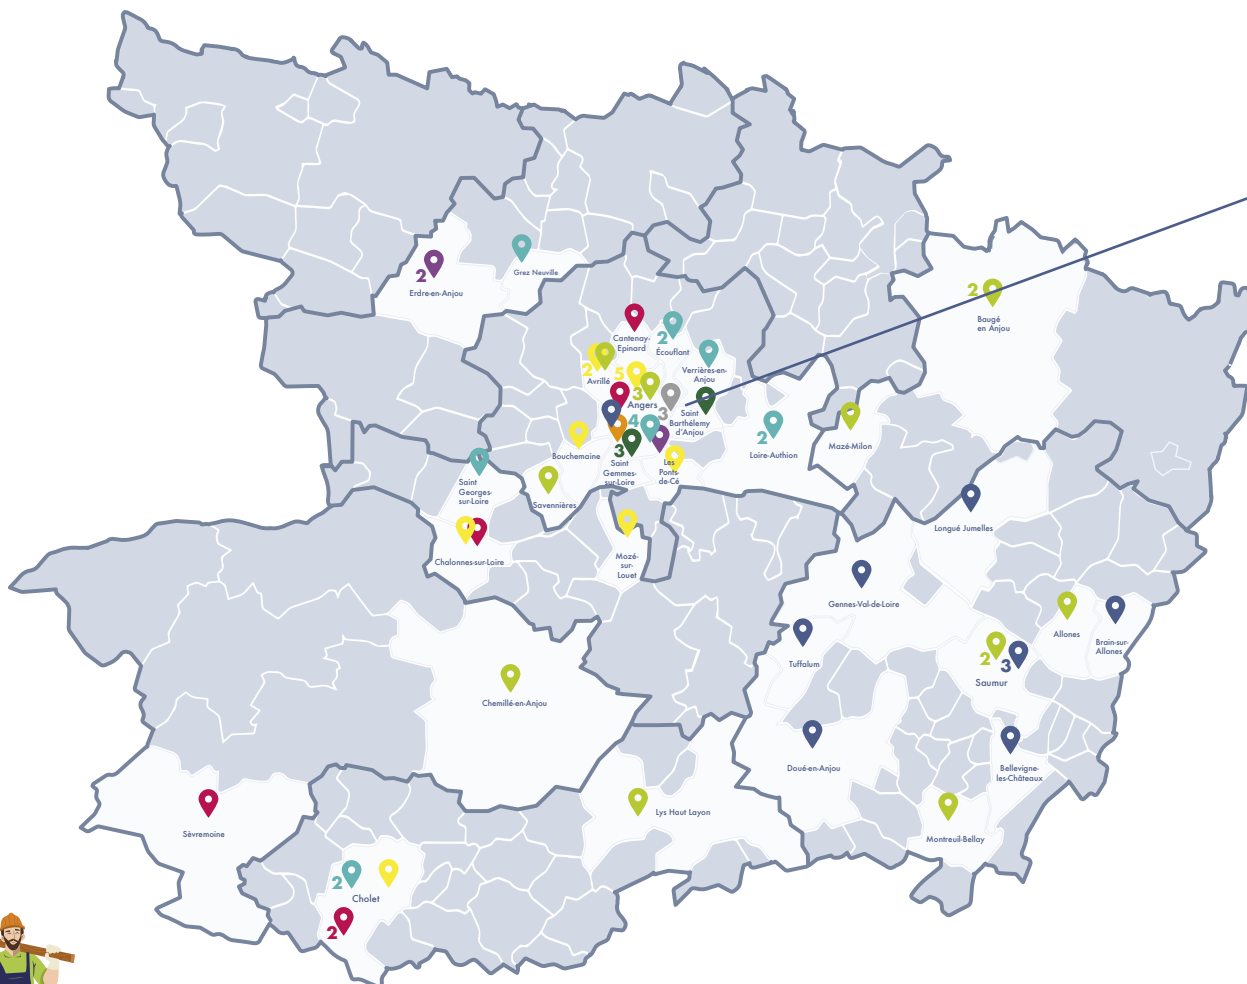 Grez Neuville
2
Erdre-en-Anjou
2
Baugé
en Anjou
Cantenay-
Epinard
2
Écouflant
Verrières-en-
Anjou
2
Avrillé
5
3
Angers
3
Saint
Barthélemy
d'Anjou
4
2
Loire-Authion
Mazé-Milon
Bouchemaine
3
Saint
Gemmes-
sur-Loire
Les
Ponts-
de-Cé
Saint
Georges-
sur-Loire
Savennières
Longué Jumelles
Chalonnes-sur-Loire
Mozé-
sur-
Louet
Gennes-Val-de-Loire
Allones
Brain-sur-
Allones
Tuffalum
2
3
Saumur
Chemillé-en-Anjou
Doué-en-Anjou
Bellevigne-
les-Châteaux
Lys Haut Layon
Sèvremoine
Montreuil-Bellay
2
Cholet
2